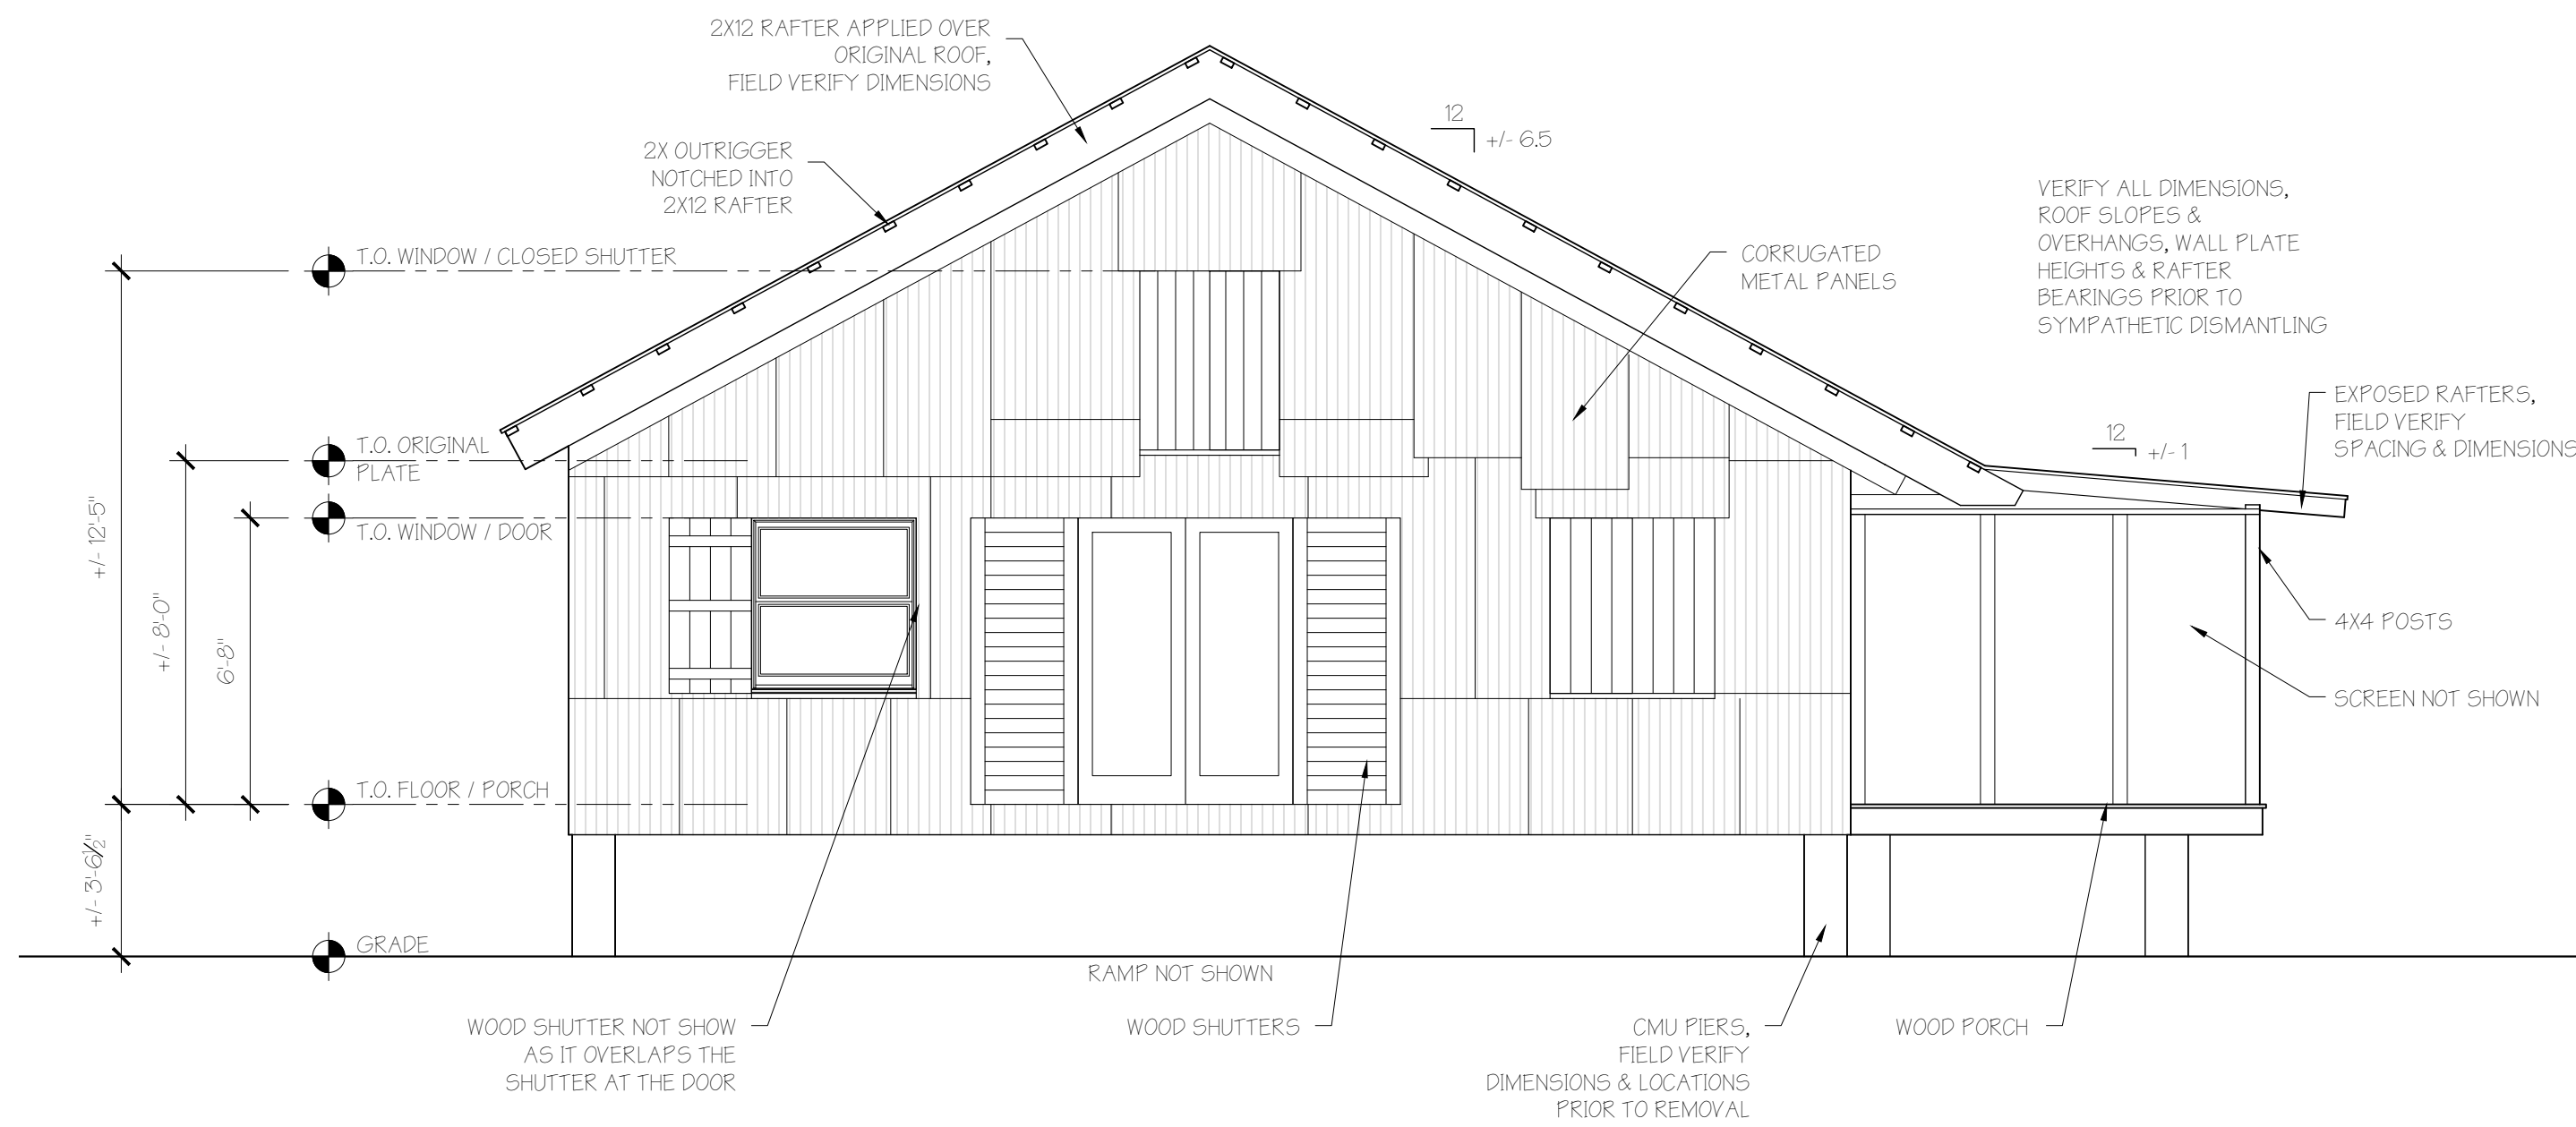 2X12 RAFTER APPLIED OVER
ORIGINAL ROOF,
FIELD VERIFY DIMENSIONS
2X OUTRIGGER
NOTCHED INTO
2X12 RAFTER
12
+/- 6.5
VERIFY ALL DIMENSIONS,
ROOF SLOPES &
OVERHANGS, WALL PLATE
HEIGHTS & RAFTER
BEARINGS PRIOR TO
SYMPATHETIC DISMANTLING
T.O. WINDOW / CLOSED SHUTTER
CORRUGATED
METAL PANELS
EXPOSED RAFTERS,
FIELD VERIFY
SPACING & DIMENSIONS
12
+/- 1
T.O. ORIGINAL
PLATE
T.O. WINDOW / DOOR
+/- 12'-5"
+/- 8'-0"
6'-8"
4X4 POSTS
SCREEN NOT SHOWN
T.O. FLOOR / PORCH
+/- 3'-6½"
GRADE
RAMP NOT SHOWN
WOOD SHUTTER NOT SHOW
AS IT OVERLAPS THE
SHUTTER AT THE DOOR
WOOD SHUTTERS
CMU PIERS,
FIELD VERIFY
DIMENSIONS & LOCATIONS
PRIOR TO REMOVAL
WOOD PORCH